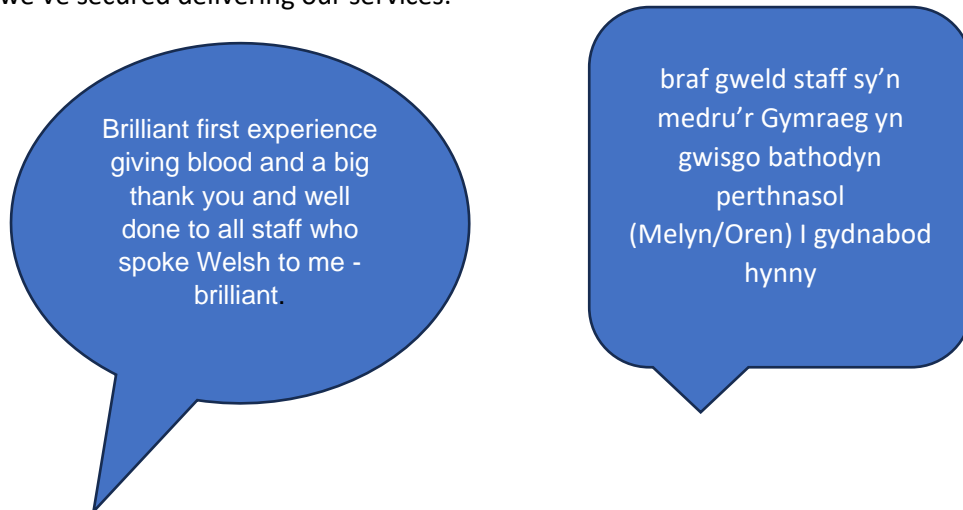 we've secured delivering our services.
Brilliant first experience
giving blood and a big
thank you and well
done to all staff who
spoke Welsh to me -
brilliant.
braf gweld staff sy'n
medru'r Gymraeg yn
gwisgo bathodyn
perthnasol
(Melyn/Oren) I gydnabod
hynny